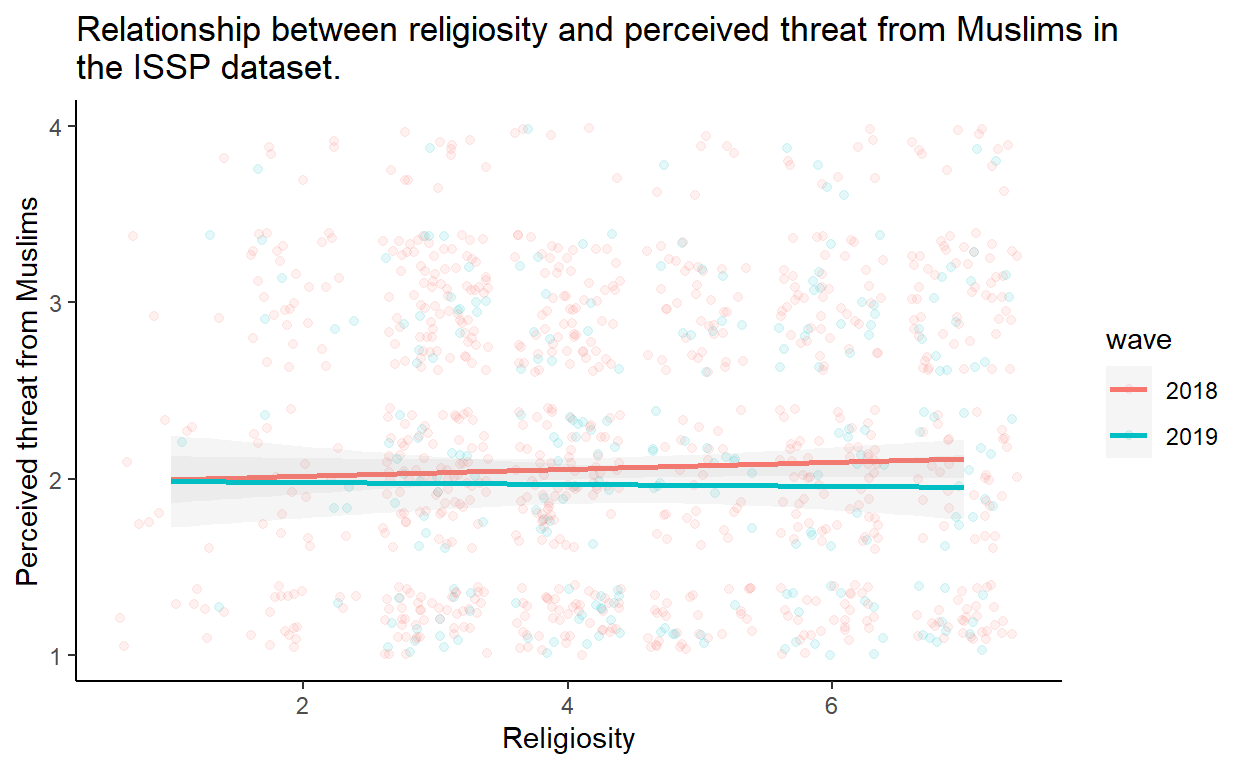 Relationship between religiosity and perceived threat from Muslims in
the ISSP dataset.
Perceived threat from Muslims
4
3
2
1
2
4
6
Religiosity
wave
2018
2019